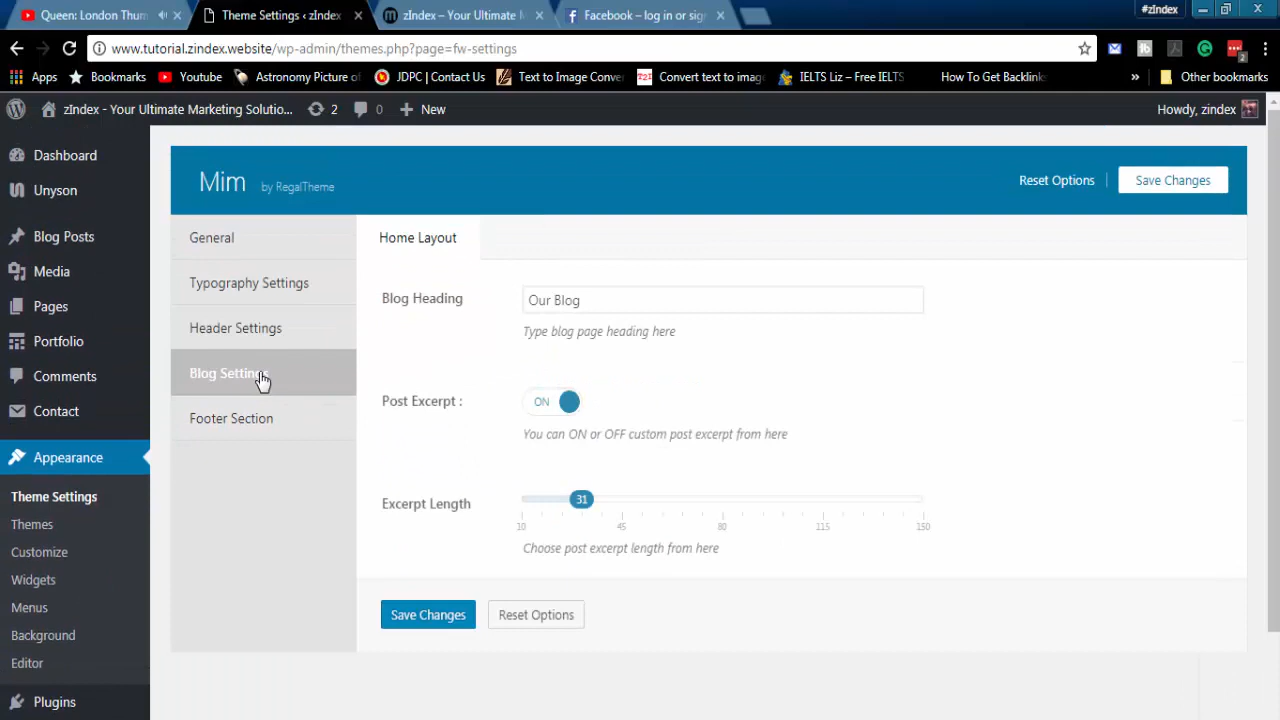 Queen: London Thum
Theme Settings ‹ zIndex
zIndex – Your Ultimate M
Facebook – log in or sig
#zIndex
www.tutorial.zindex.website/wp-admin/themes.php?page=fw-settings
2
Apps
Bookmarks
Youtube
Astronomy Picture of
JDPC | Contact Us
Text to Image Conve
T2I
Convert text to imag
IELTS Liz – Free IELTS
How To Get Backlink
»
Other bookmarks
zIndex - Your Ultimate Marketing Solutio...
2
0
New
Howdy, zindex
Dashboard
Unyson
Blog Posts
Media
Pages
Portfolio
Comments
Contact
Appearance
Theme Settings
Themes
Customize
Widgets
Menus
Background
Editor
Plugins
Mim by RegalTheme
Reset Options | Save Changes
General
Typography Settings
Header Settings
Blog Settings
Footer Section
Home Layout
Blog Heading
Our Blog
Type blog page heading here
Post Excerpt :
ON
You can ON or OFF custom post excerpt from here
Excerpt Length
31
10 45 80 115 150
Choose post excerpt length from here
Save Changes
Reset Options